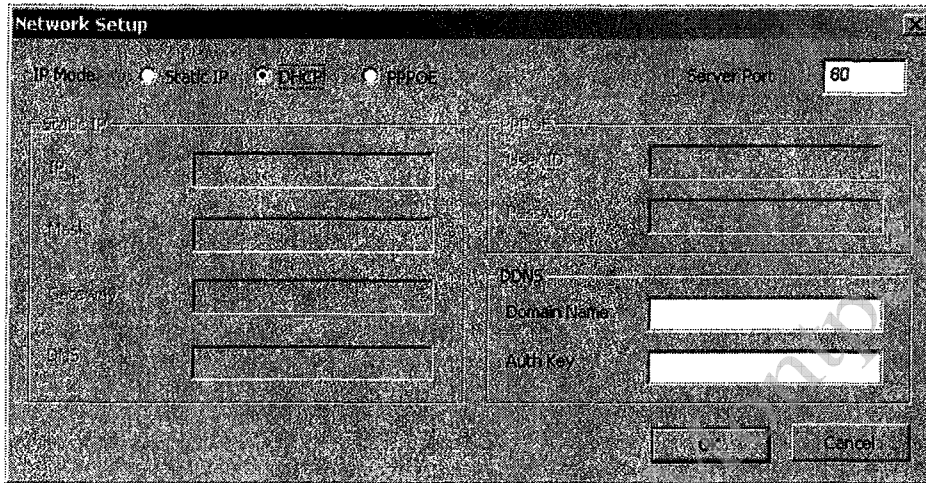 Network Setup
IP Mode Static IP DHCP PPPOE Server Port 80
Static IP
IP
Mask
Gateway
DNS
PPPOE
User ID
Password
DDNS
Domain Name
Auth Key
Cancel